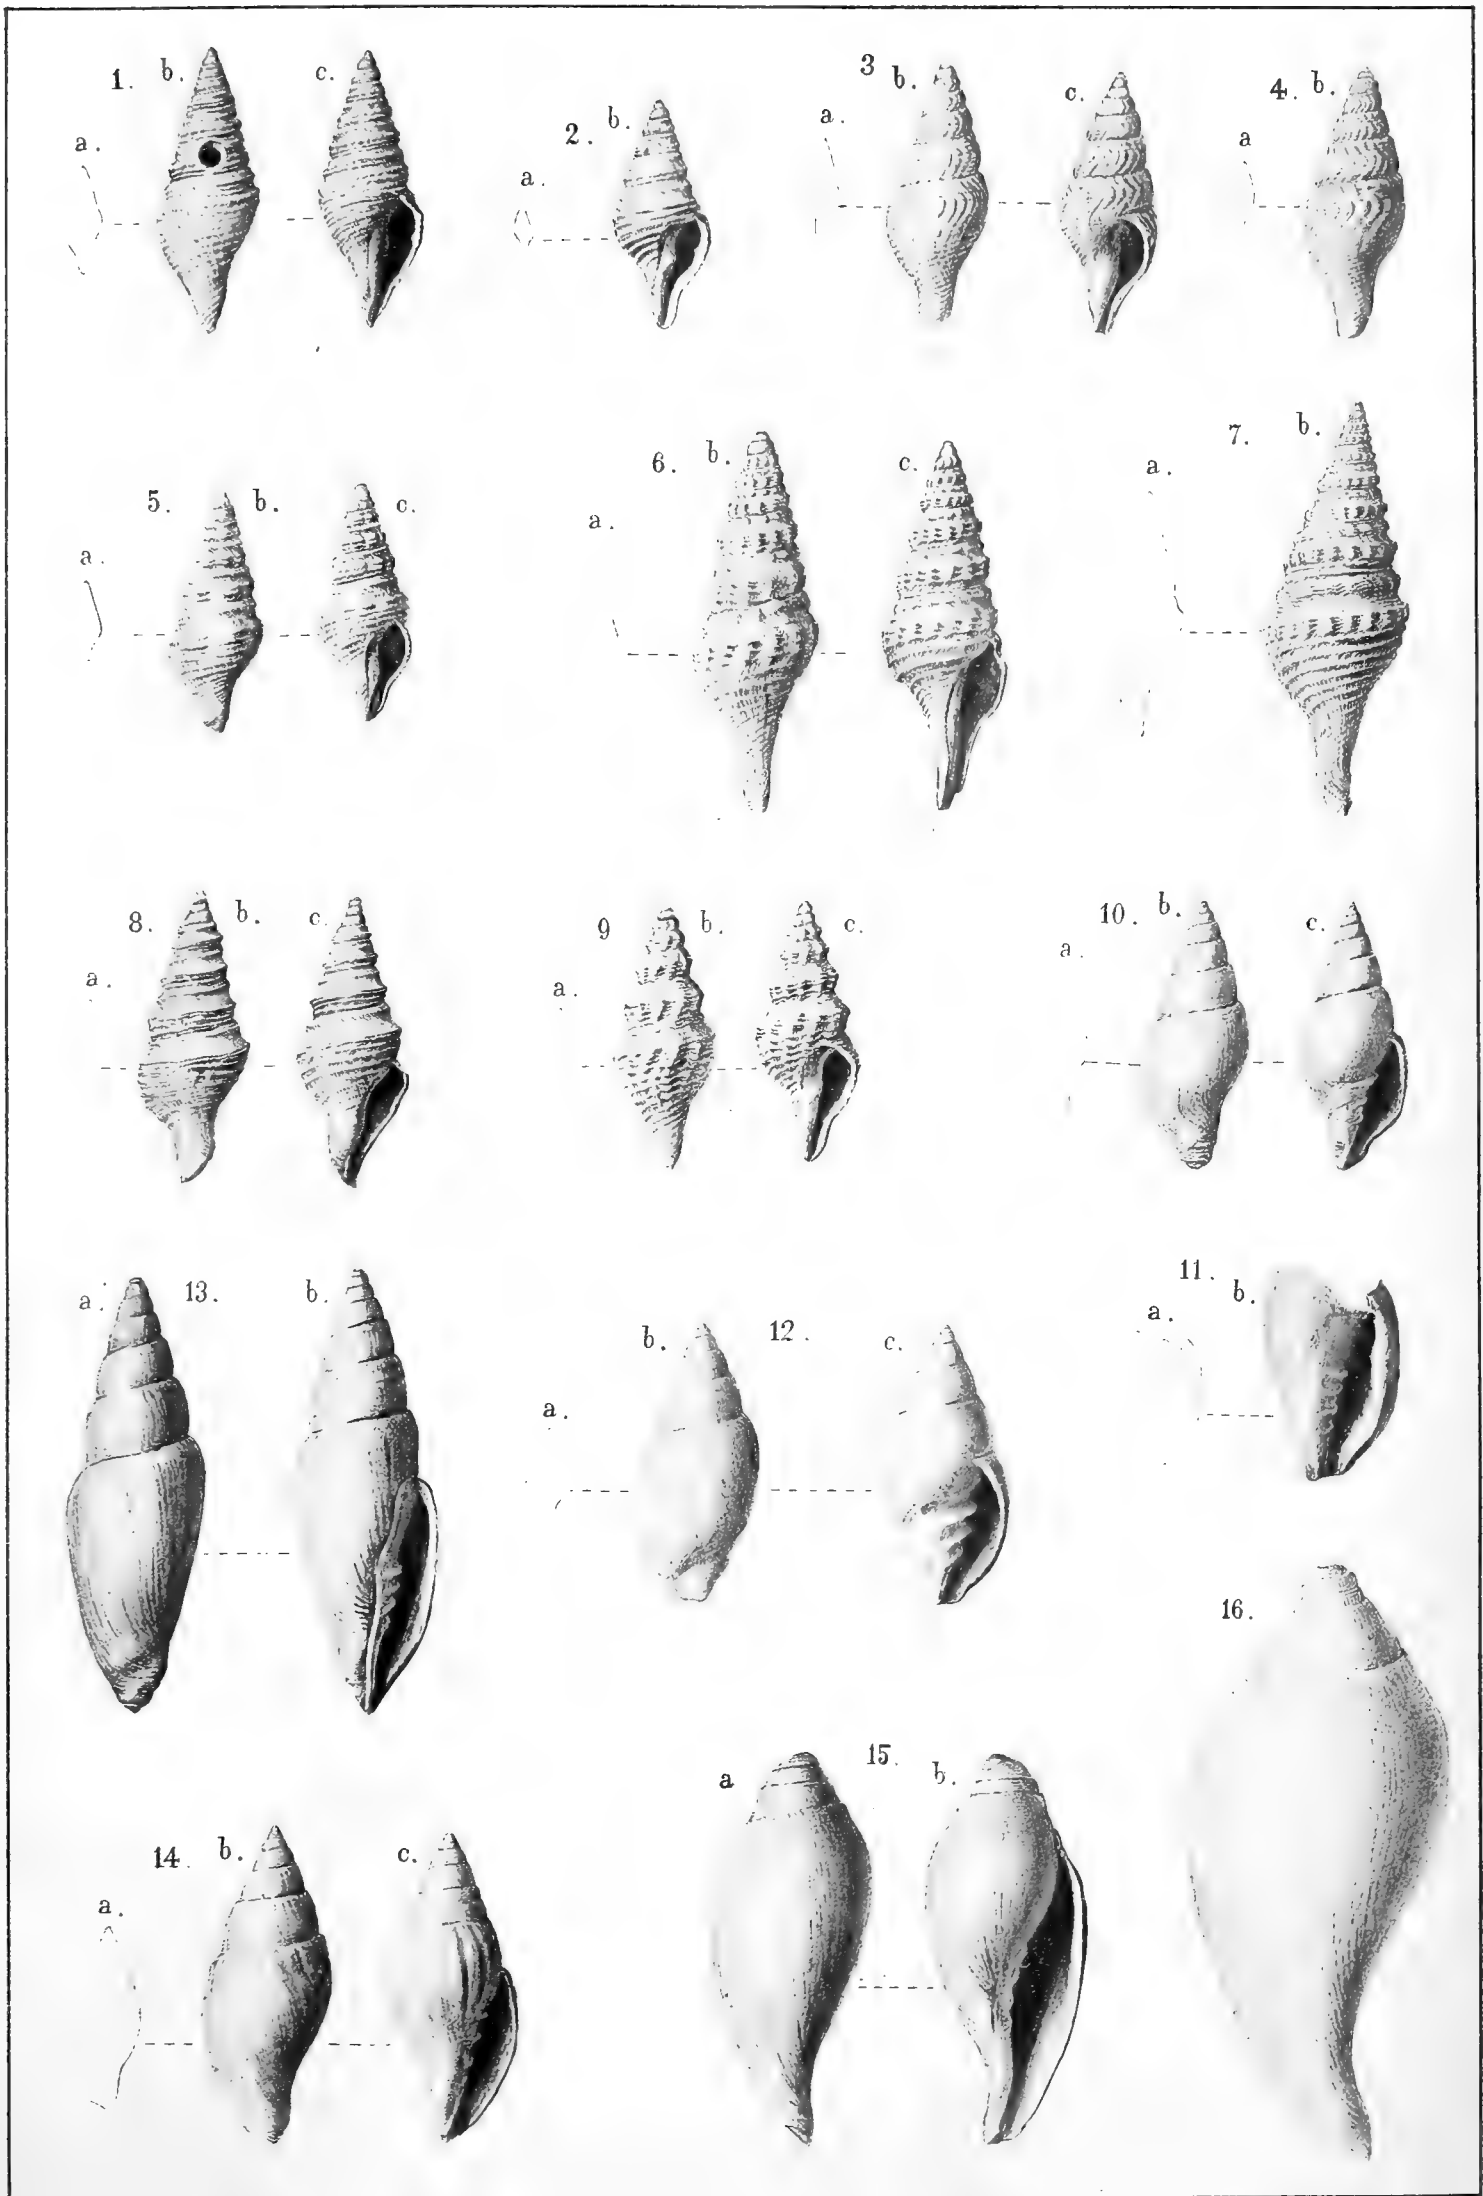 1. b. c. 3 b. c. 4. b.
a. 2. b. a. a
a.
5. b. c. 6. b. c. 7. b.
a. a. a.
8. b. c. 9 b. c. 10. b. c.
a. a. a.
a. 13. b. b. 12. c. 11. b.
a. a.
16.
14. b. c. a 15. b.
a.